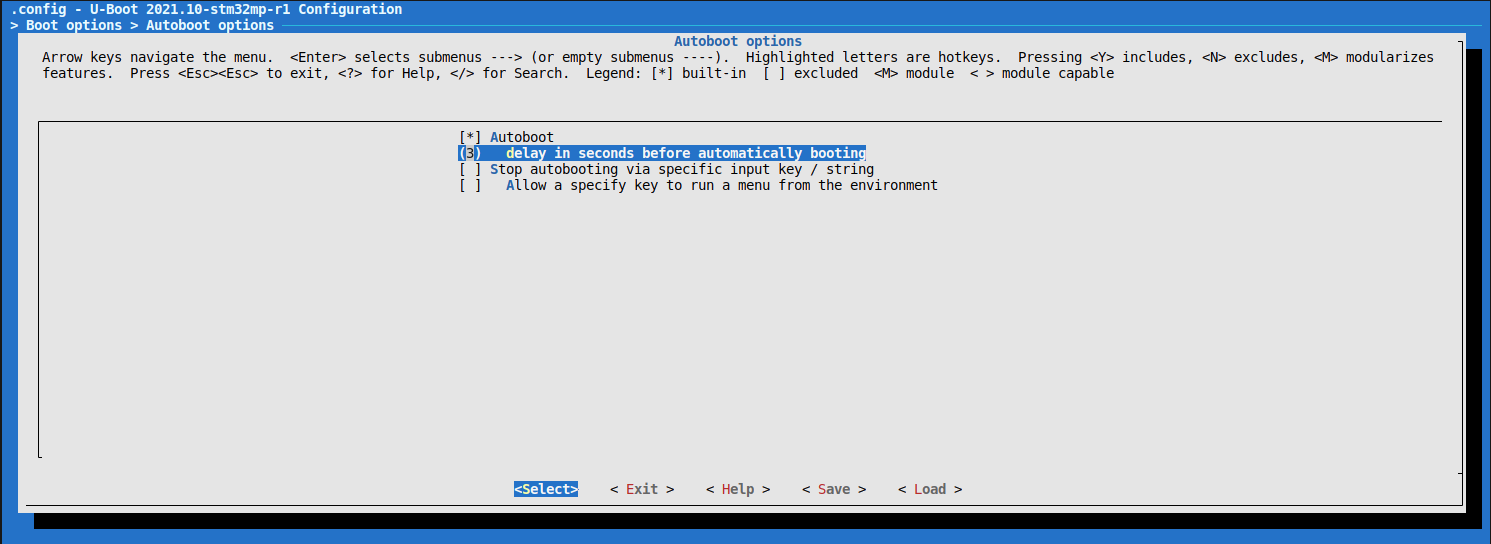 .config - U-Boot 2021.10-stm32mp-r1 Configuration
> Boot options > Autoboot options
Autoboot options
Arrow keys navigate the menu.  <Enter> selects submenus ---> (or empty submenus ----).  Highlighted letters are hotkeys.  Pressing <Y> includes, <N> excludes, <M> modularizes
features.  Press <Esc><Esc> to exit, <?> for Help, </> for Search.  Legend: [*] built-in  [ ] excluded  <M> module  < > module capable
[*] Autoboot
(3)   delay in seconds before automatically booting
[ ] Stop autobooting via specific input key / string
[ ]   Allow a specify key to run a menu from the environment
<Select>    < Exit >    < Help >    < Save >    < Load >